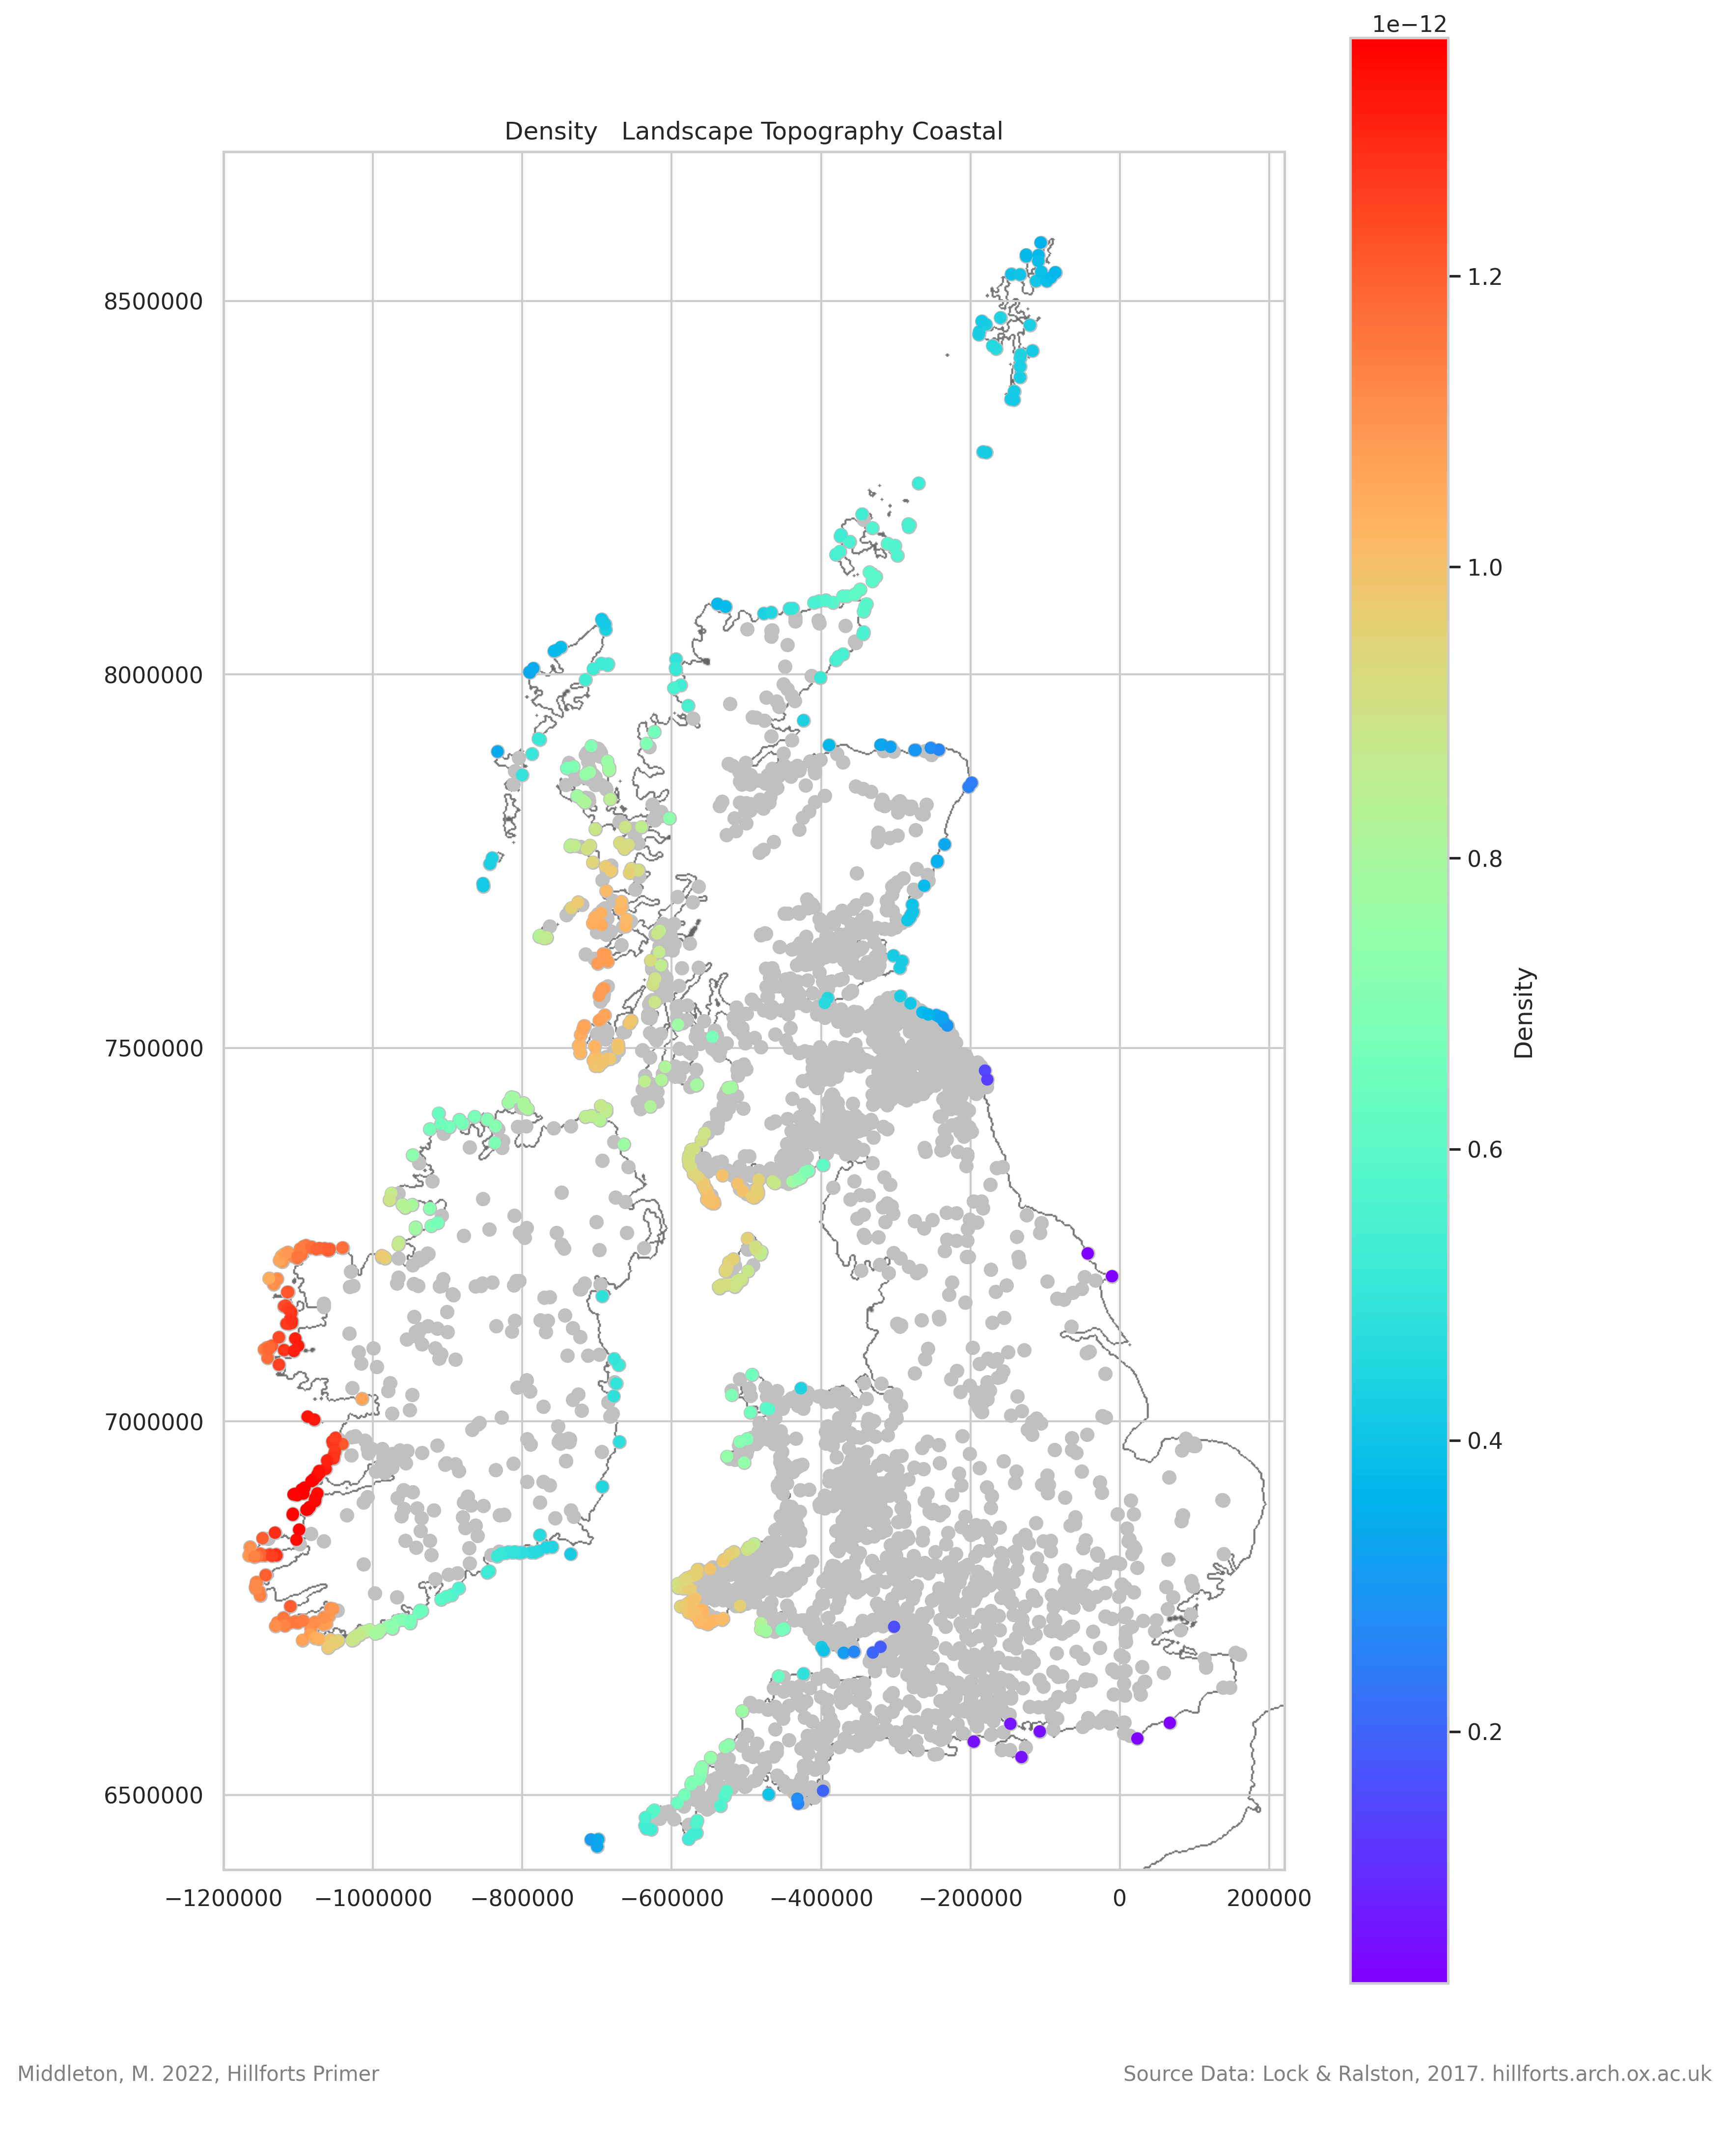 1e−12
Density   Landscape Topography Coastal
8500000
8000000
7500000
7000000
6500000
−1200000 −1000000 −800000 −600000 −400000 −200000 0 200000
1.2
1.0
0.8
0.6
0.4
0.2
Density
Middleton, M. 2022, Hillforts Primer
Source Data: Lock & Ralston, 2017. hillforts.arch.ox.ac.uk